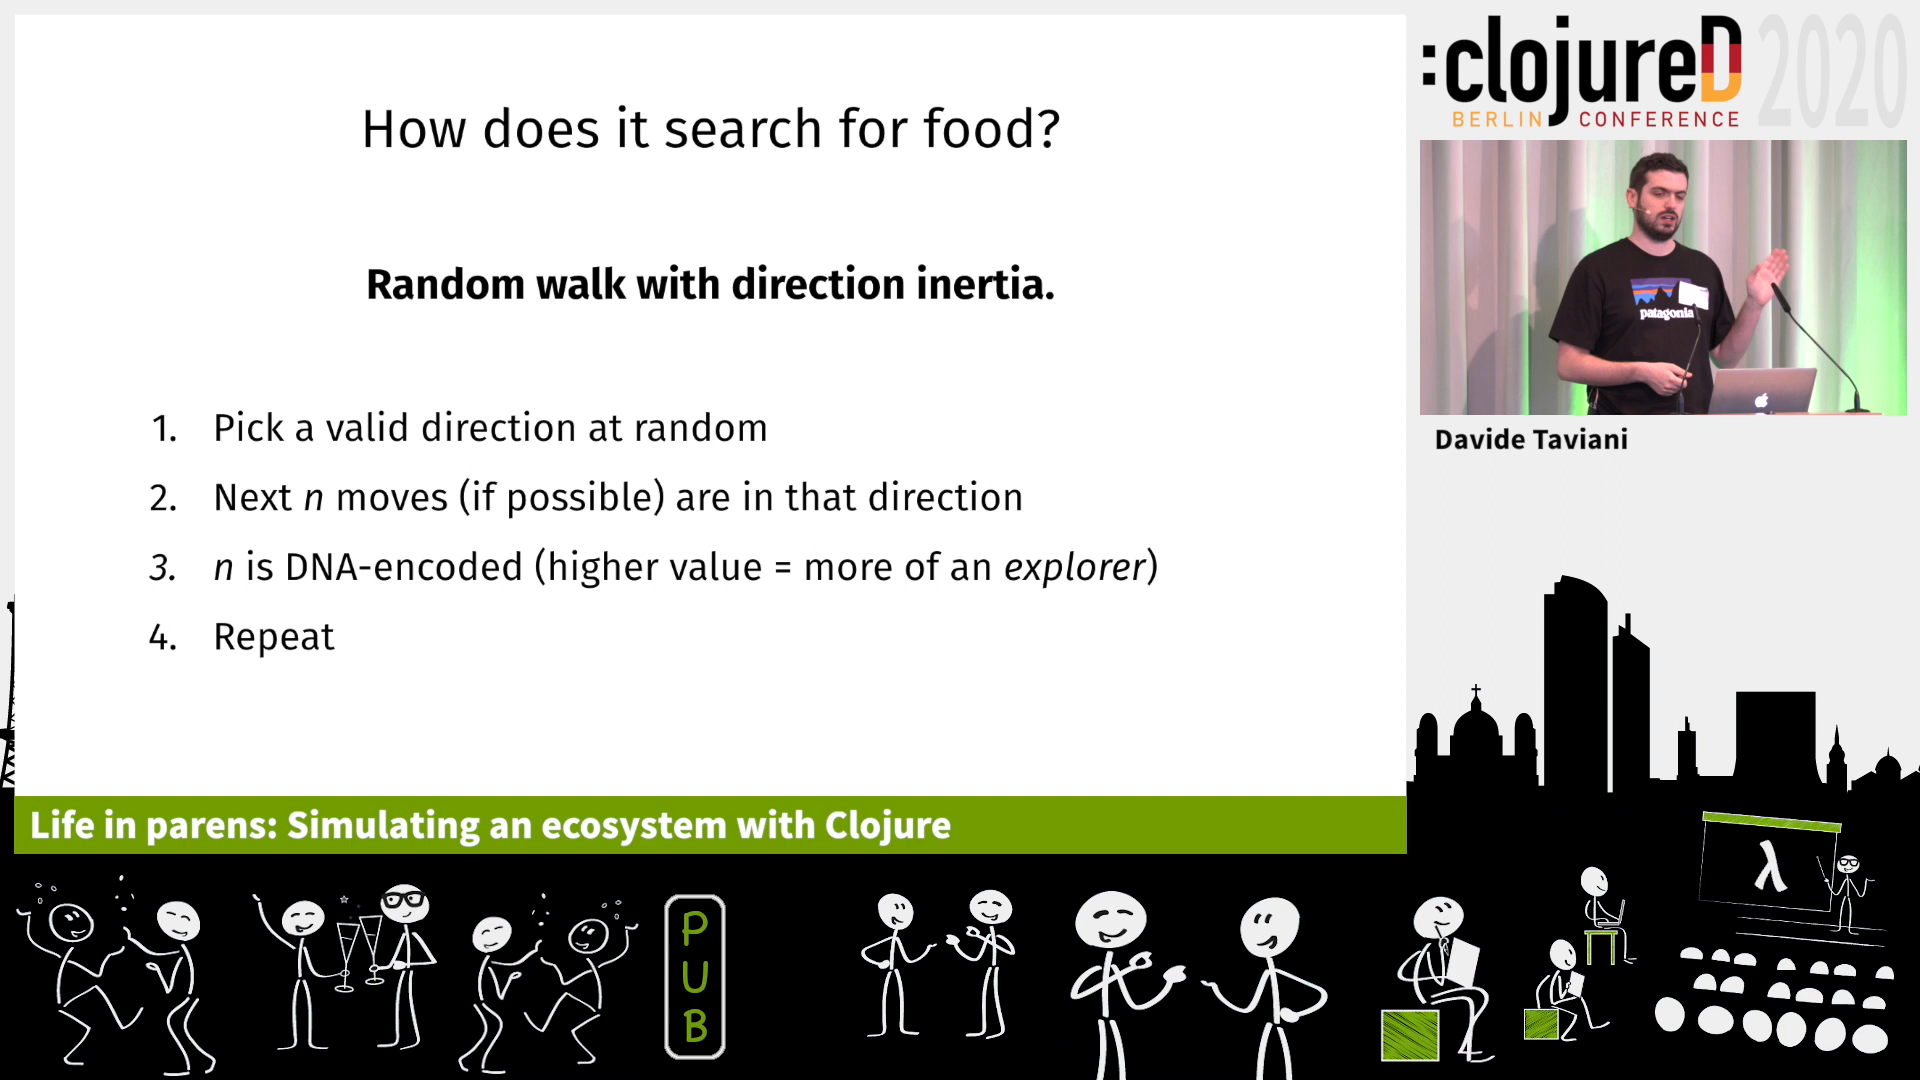 How does it search for food?
Random walk with direction inertia.
1. Pick a valid direction at random
2. Next n moves (if possible) are in that direction
3. n is DNA-encoded (higher value = more of an explorer)
4. Repeat
Life in parens: Simulating an ecosystem with Clojure
:clojureD 2020
BERLIN CONFERENCE
patagonia
Davide Taviani
λ
PUB